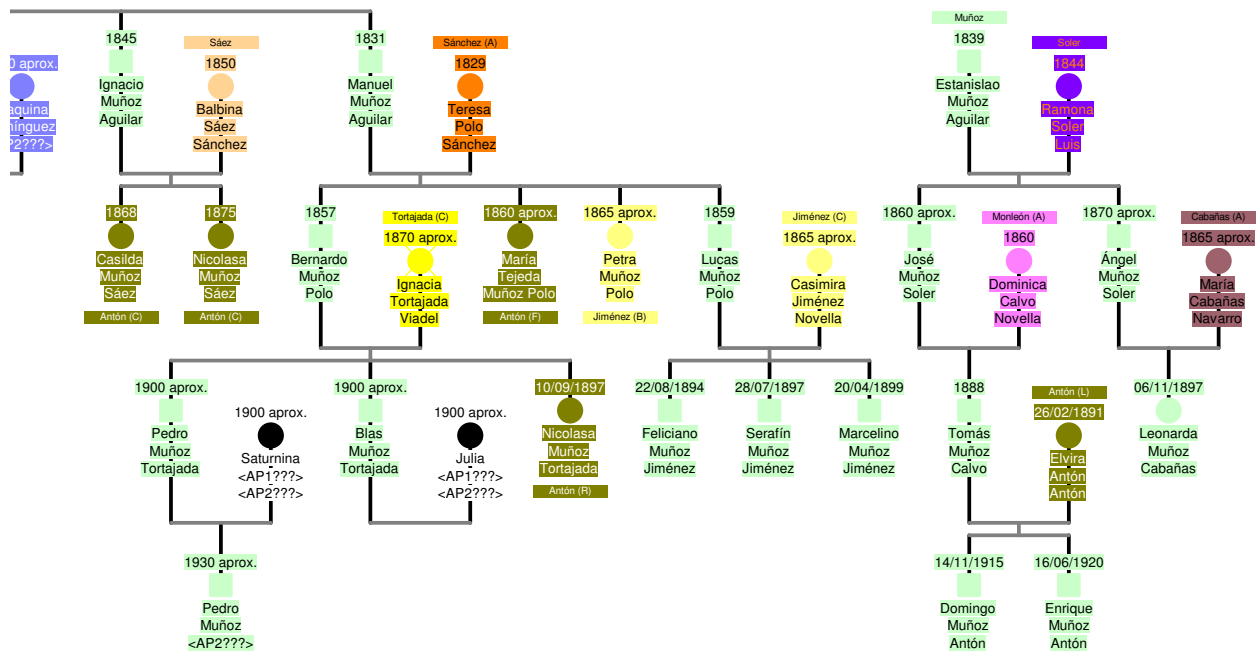 Muñoz
1845
Sáez
1831
Sánchez (A)
1839
Soler
0 aprox.
1850
1829
1844
aquina
Ignacio
Manuel
Estanislao
mínguez
Muñoz
Balbina
Muñoz
Teresa
Muñoz
Ramona
P2???>
Aguilar
Sáez
Aguilar
Polo
Aguilar
Soler
Sánchez
Sánchez
Luis
1868
1875
1857
Tortajada (C)
1860 aprox.
1865 aprox.
1859
Jiménez (C)
1860 aprox.
Monleón (A)
1870 aprox.
Cabañas (A)
1870 aprox.
1865 aprox.
1860
1865 aprox.
Casilda
Nicolasa
Bernardo
María
Petra
Lucas
José
Ángel
Muñoz
Muñoz
Muñoz
Ignacia
Tejeda
Muñoz
Muñoz
Casimira
Muñoz
Dominica
Muñoz
María
Sáez
Sáez
Polo
Tortajada
Muñoz Polo
Polo
Polo
Jiménez
Soler
Calvo
Soler
Cabañas
Antón (C)
Antón (C)
Viadel
Antón (F)
Jiménez (B)
Novella
Novella
Navarro
1900 aprox.
1900 aprox.
10/09/1897
22/08/1894
28/07/1897
20/04/1899
1888
Antón (L)
06/11/1897
1900 aprox.
1900 aprox.
26/02/1891
Pedro
Blas
Nicolasa
Feliciano
Serafín
Marcelino
Tomás
Leonarda
Muñoz
Saturnina
Muñoz
Julia
Muñoz
Muñoz
Muñoz
Muñoz
Muñoz
Elvira
Muñoz
Tortajada
<AP1???>
Tortajada
<AP1???>
Tortajada
Jiménez
Jiménez
Jiménez
Calvo
Antón
Cabañas
<AP2???>
<AP2???>
Antón (R)
Antón
1930 aprox.
14/11/1915
16/06/1920
Pedro
Domingo
Enrique
Muñoz
Muñoz
Muñoz
<AP2???>
Antón
Antón